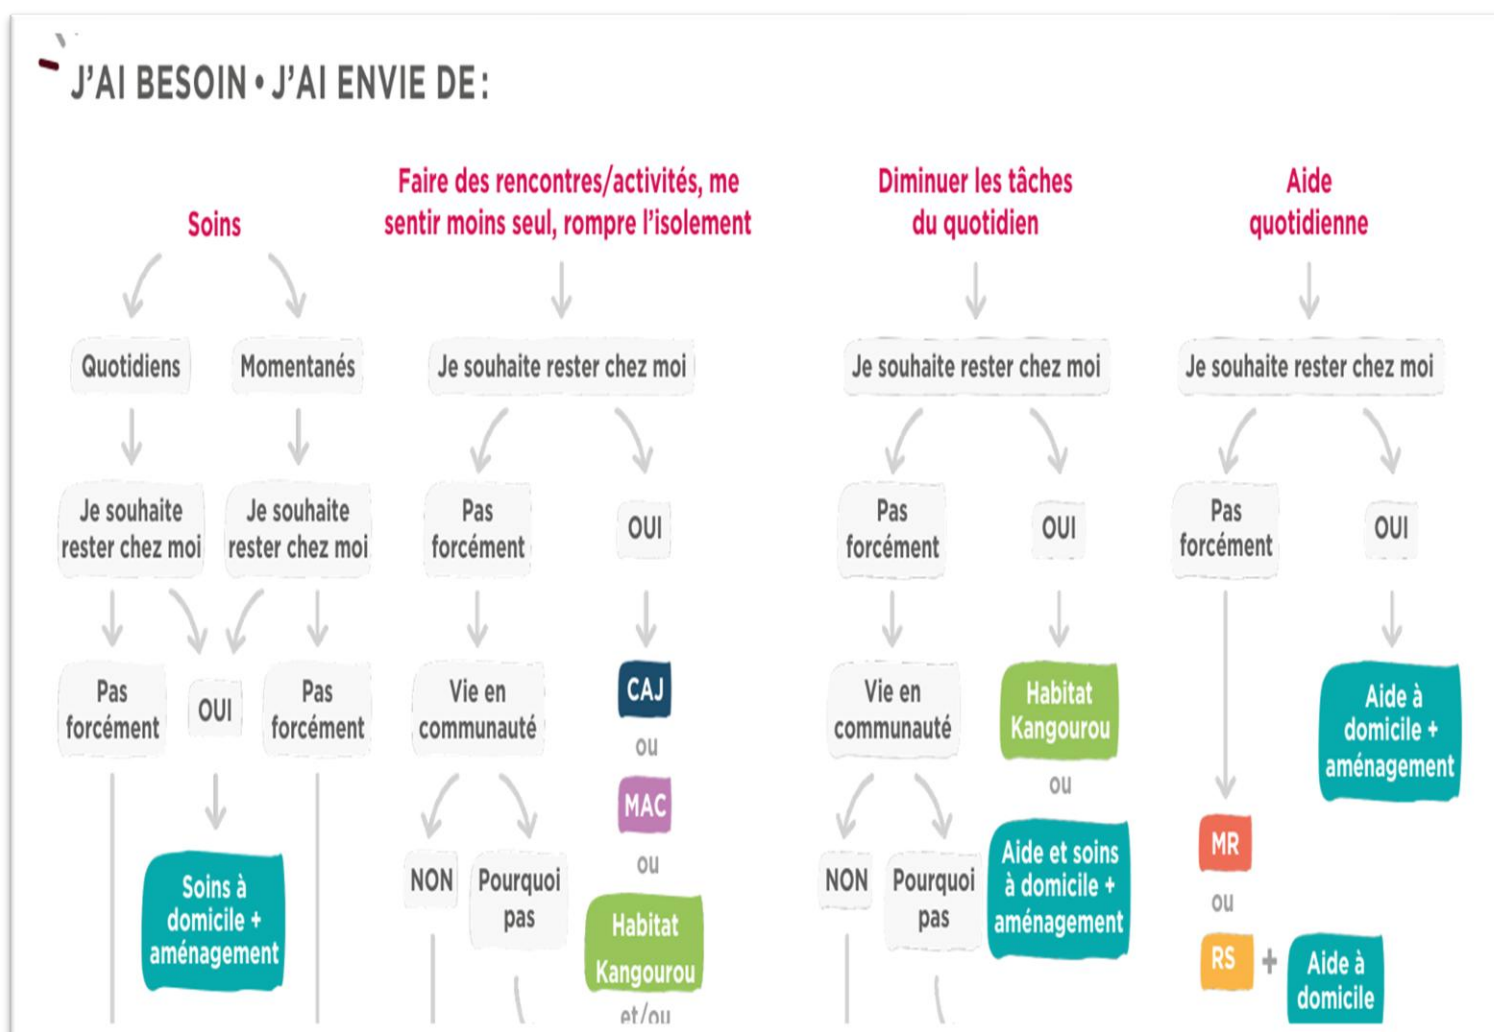 J'AI BESOIN • J'AI ENVIE DE :
Soins
Faire des rencontres/activités, me
sentir moins seul, rompre l'isolement
Diminuer les tâches
du quotidien
Aide
quotidienne
Quotidiens
Momentanés
Je souhaite rester chez moi
Je souhaite rester chez moi
Je souhaite rester chez moi
Je souhaite
rester chez moi
Je souhaite
rester chez moi
Pas
forcément
OUI
Pas
forcément
OUI
Pas
forcément
OUI
Pas
forcément
OUI
Pas
forcément
Vie en
communauté
CAJ
ou
MAC
ou
Habitat
Kangourou
et/ou
Vie en
communauté
Habitat
Kangourou
ou
Aide et soins
à domicile +
aménagement
Aide à
domicile +
aménagement
Soins à
domicile +
aménagement
NON
Pourquoi
pas
NON
Pourquoi
pas
MR
ou
RS
+
Aide à
domicile